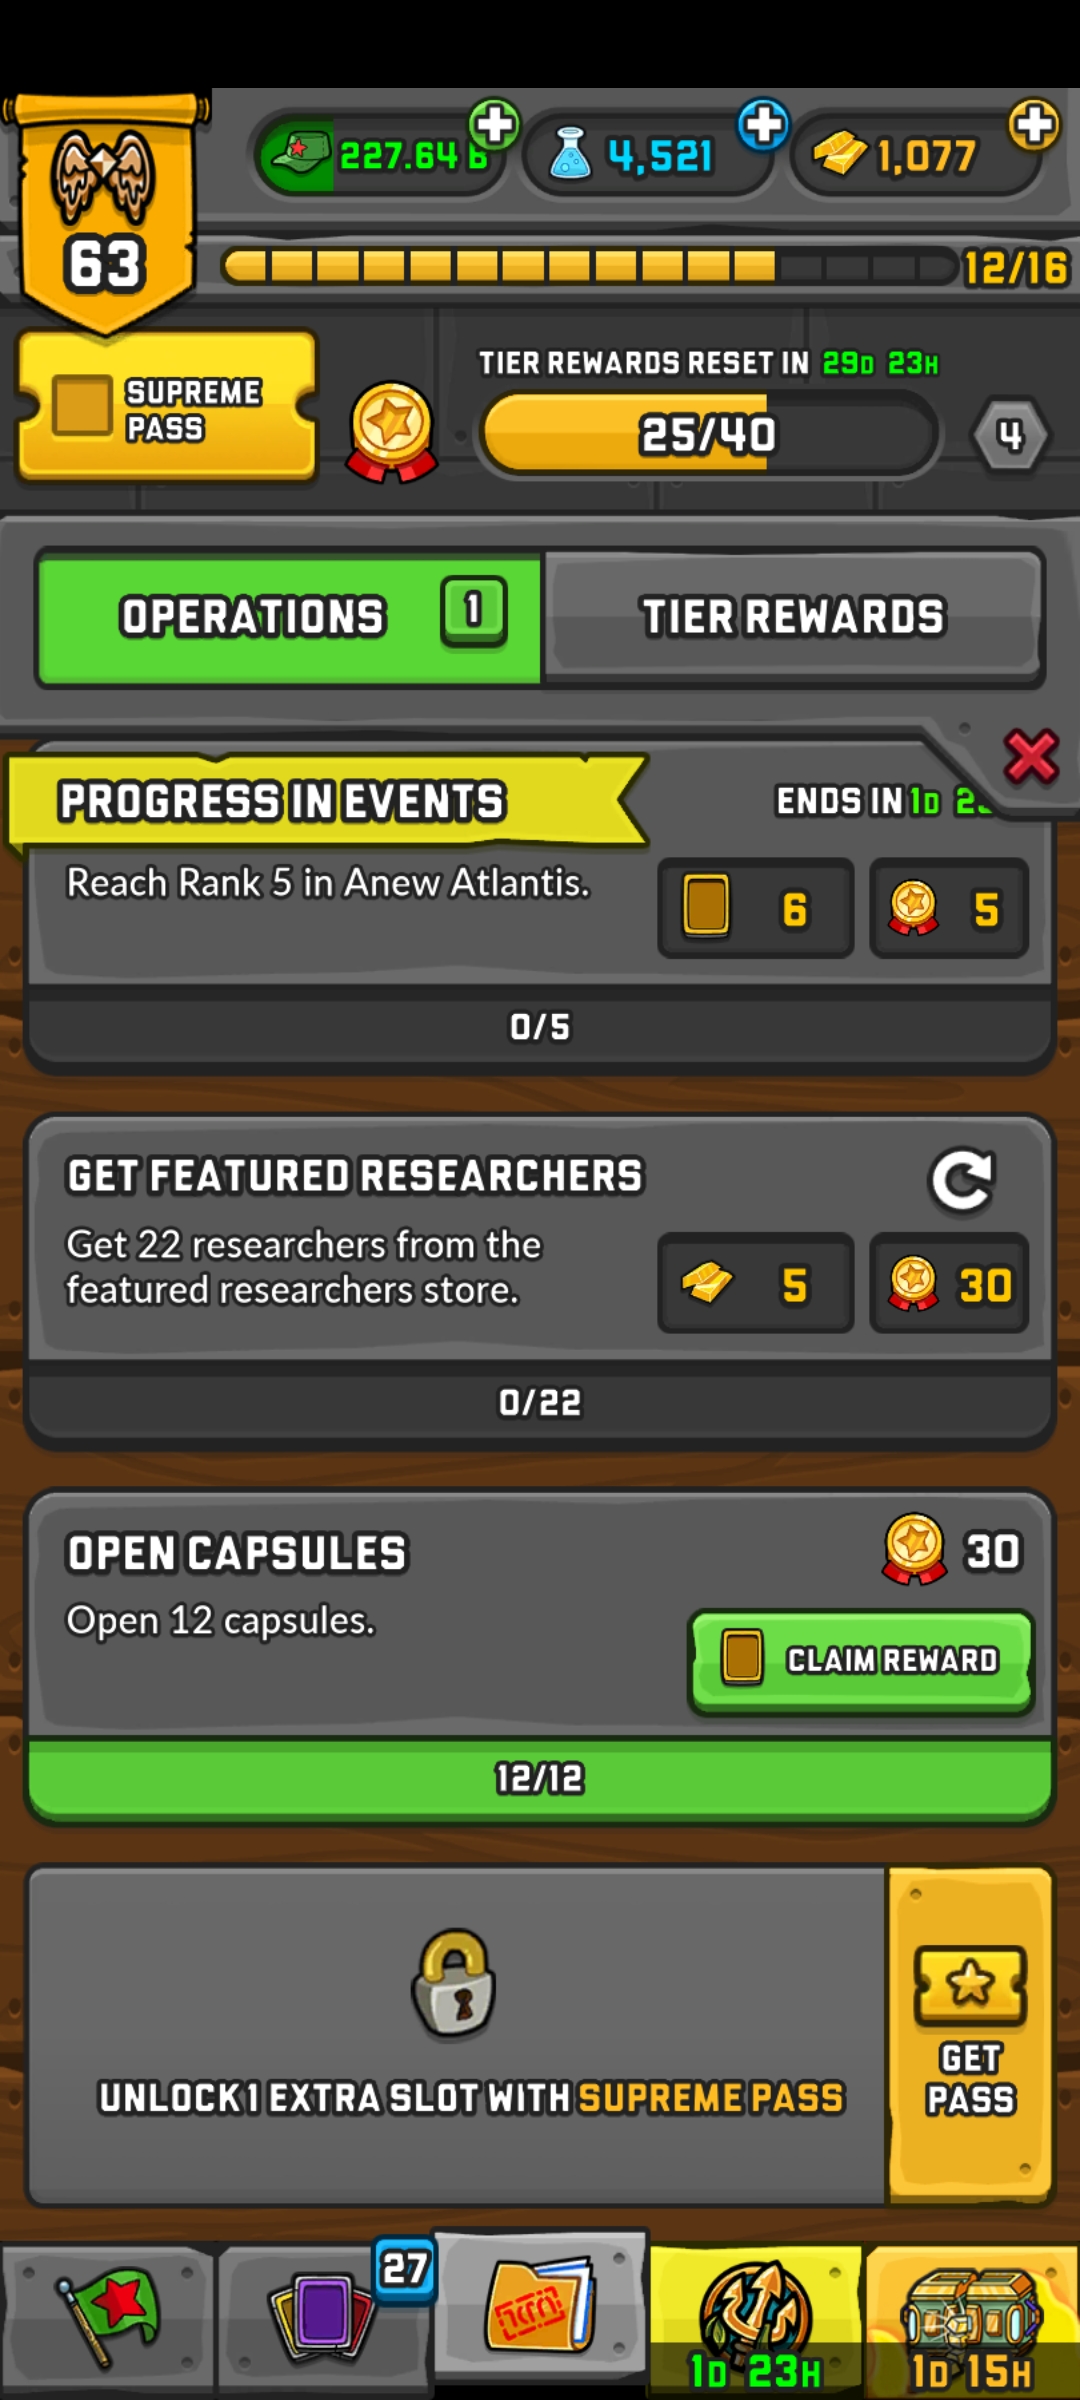 227.64 B
4,521
1,077
63
12/16
TIER REWARDS RESET IN 29D 23H
SUPREME
PASS
25/40
4
OPERATIONS
1
TIER REWARDS
PROGRESS IN EVENTS
ENDS IN 1D
Reach Rank 5 in Anew Atlantis.
6
5
0/5
GET FEATURED RESEARCHERS
Get 22 researchers from the
featured researchers store.
5
30
0/22
OPEN CAPSULES
30
Open 12 capsules.
CLAIM REWARD
12/12
UNLOCK 1 EXTRA SLOT WITH SUPREME PASS
GET
PASS
27
1D 23H
1D 15H